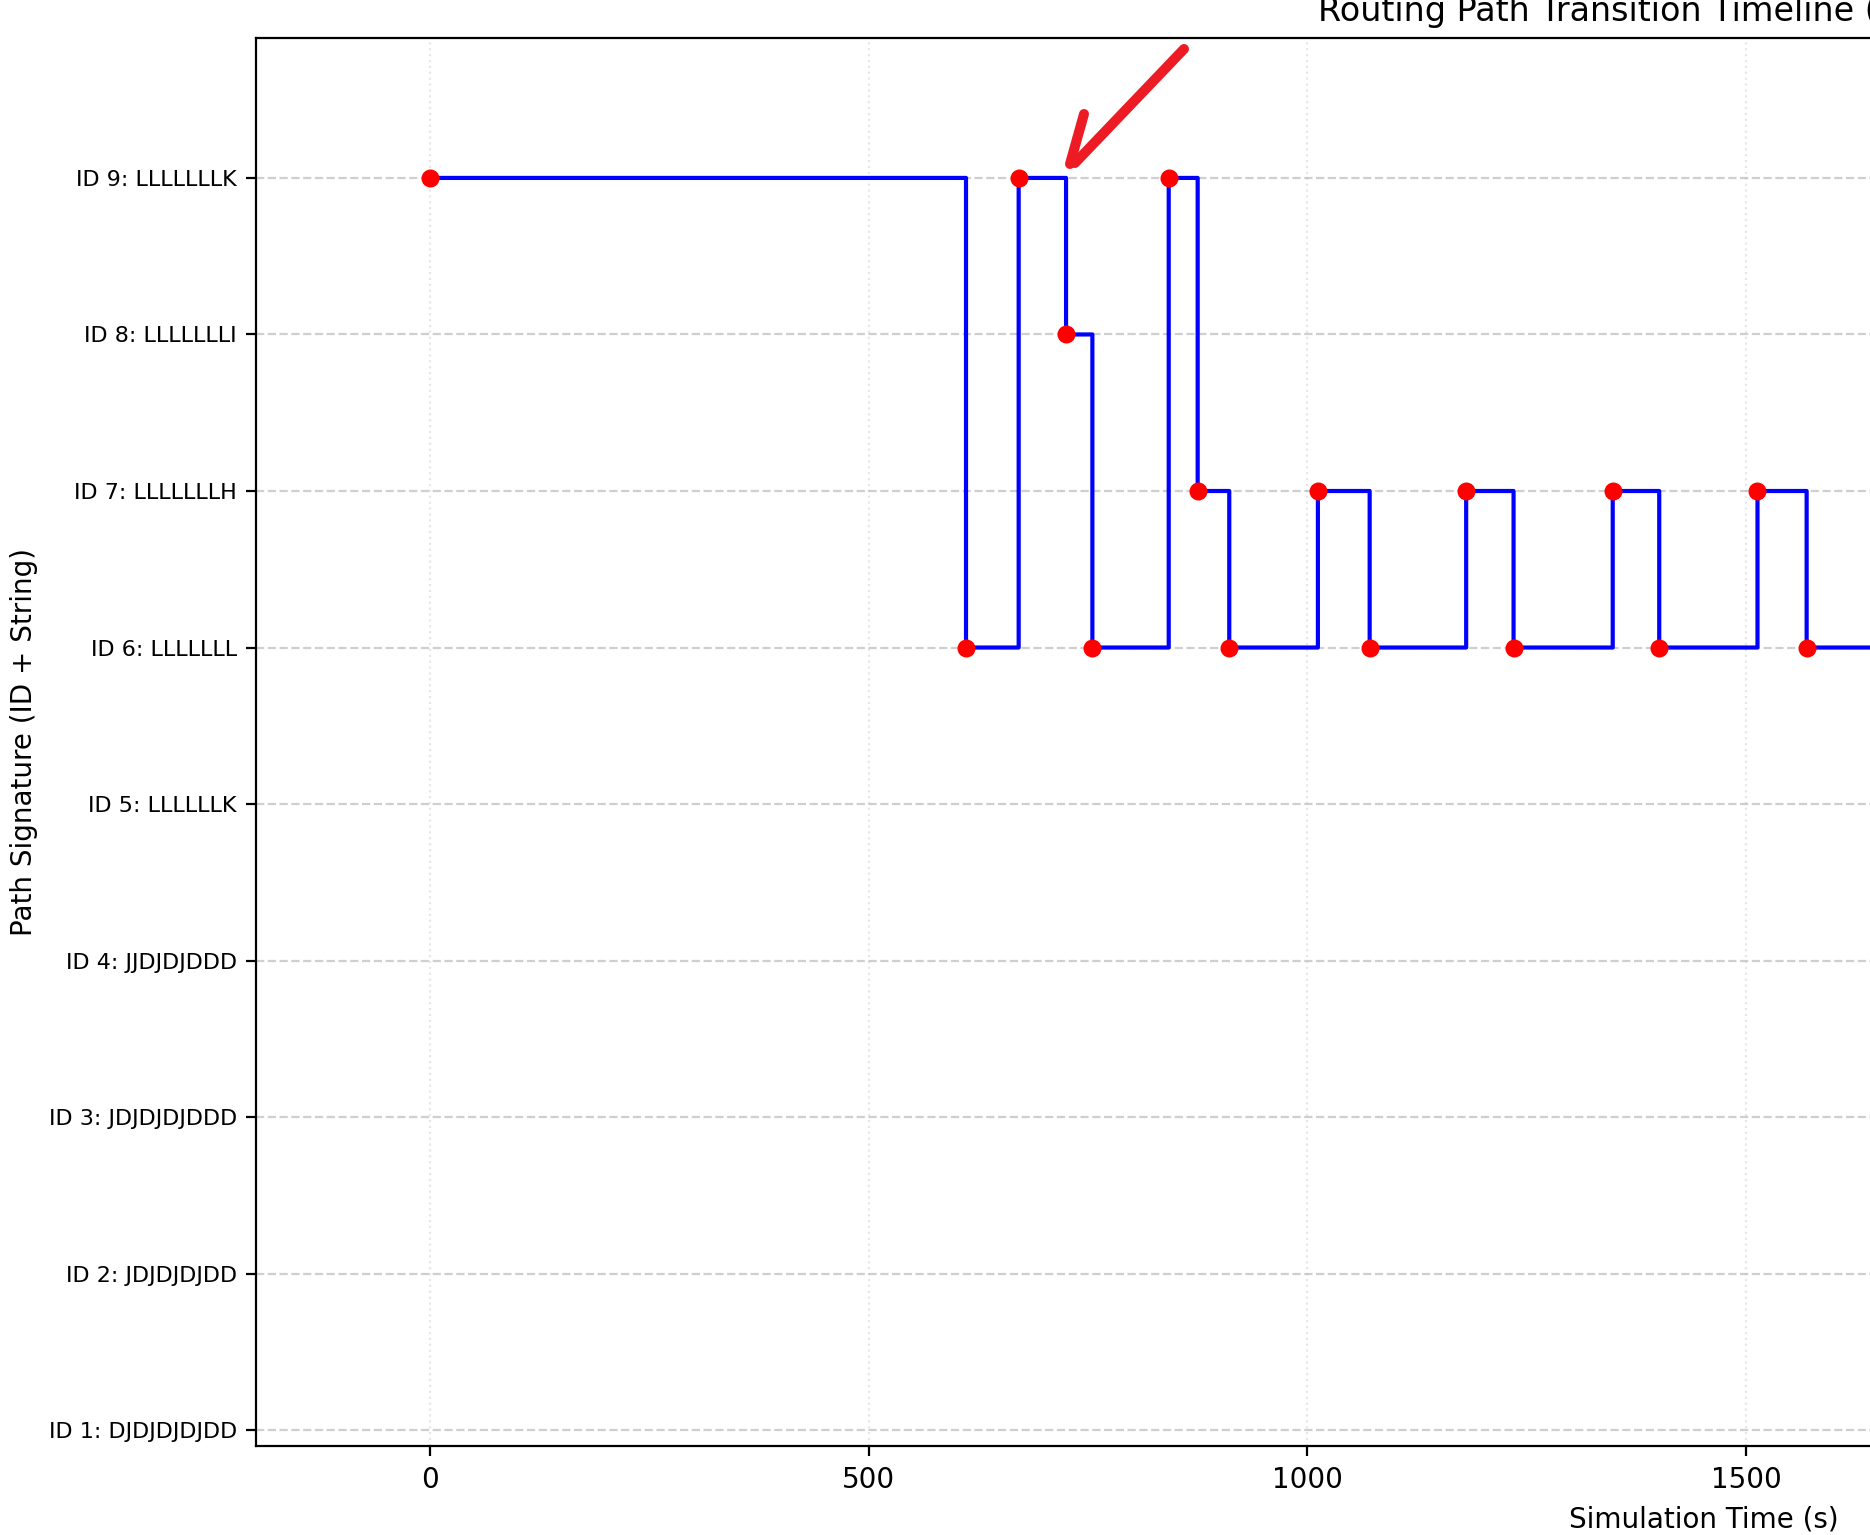 Routing Path Transition Timeline (
ID 9: LLLLLLLK
ID 8: LLLLLLLI
ID 7: LLLLLLLH
ID 6: LLLLLLL
ID 5: LLLLLLK
ID 4: JJDJDJDDD
ID 3: JDJDJDJDDD
ID 2: JDJDJDJDD
ID 1: DJDJDJDJDD
Path Signature (ID + String)
0 500 1000 1500
Simulation Time (s)